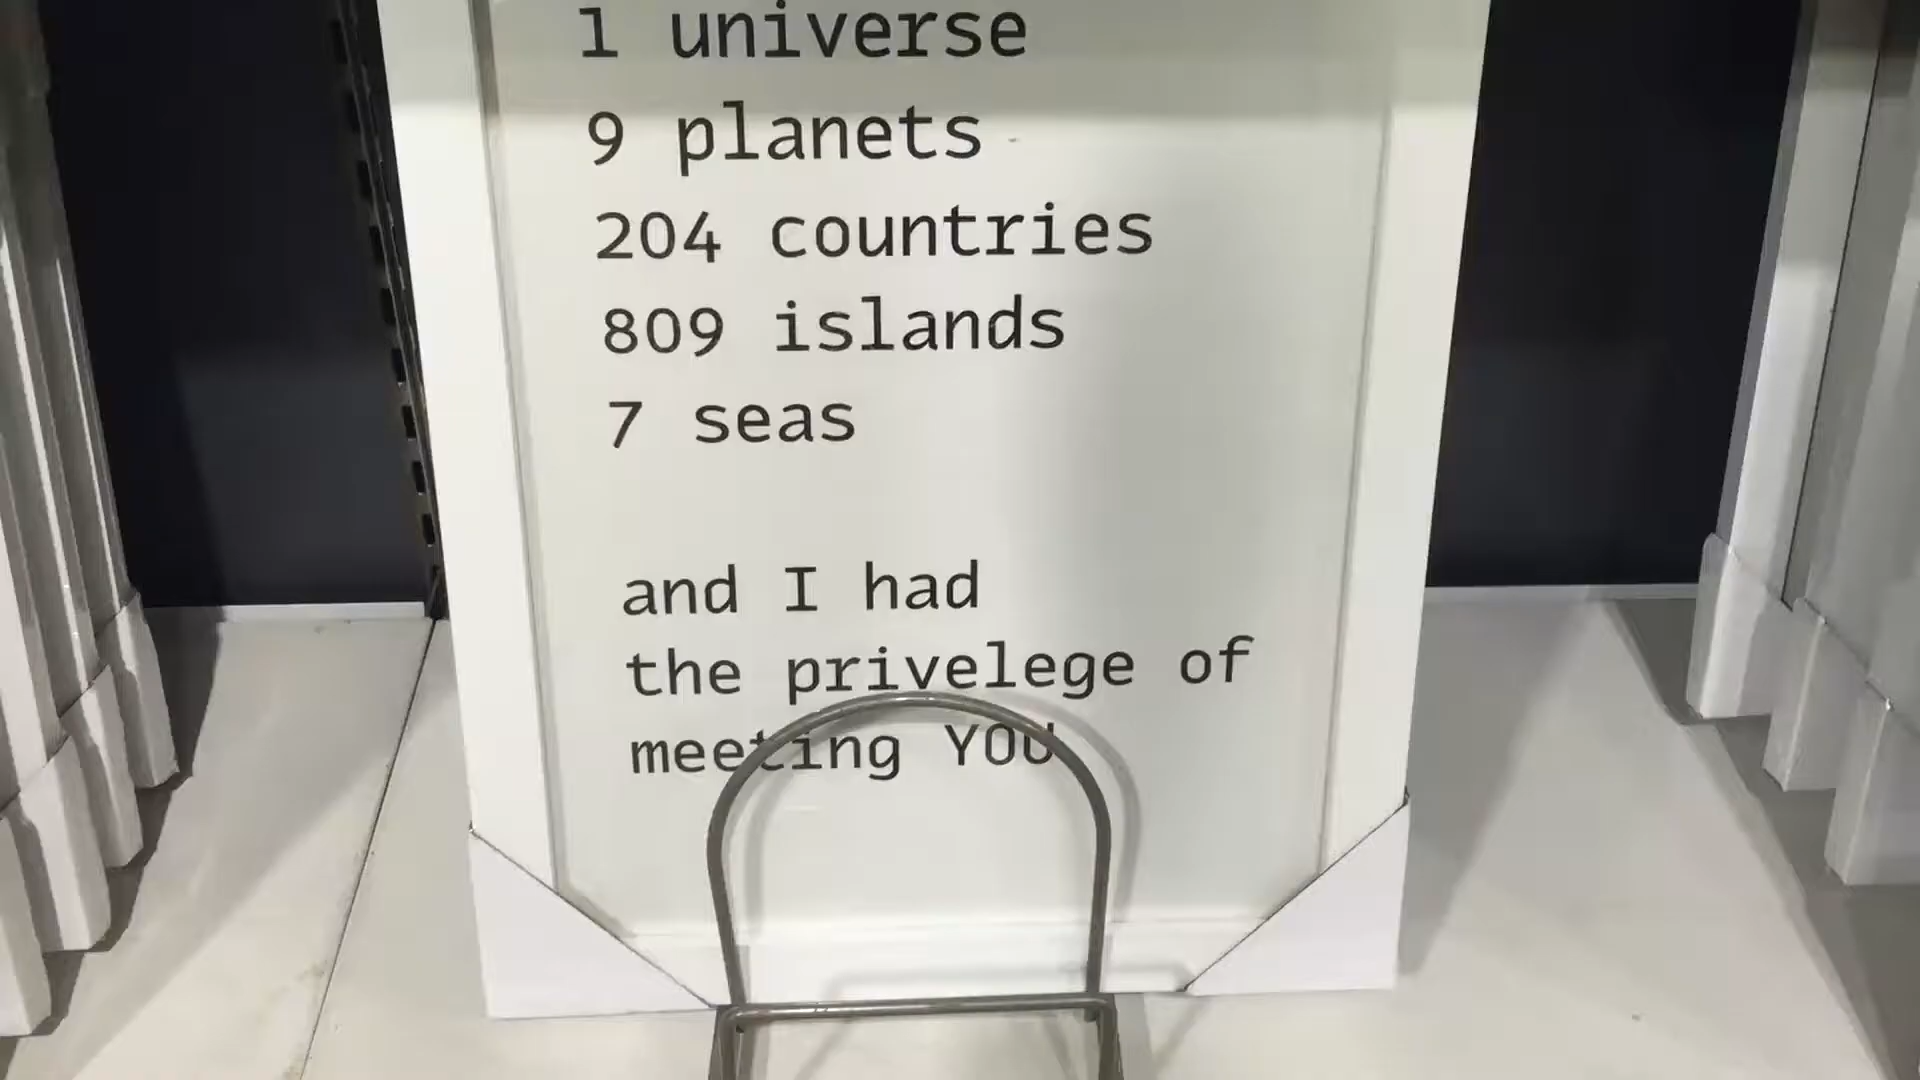 1 universe
9 planets
204 countries
809 islands
7 seas
and I had
the privelege of
meeting YOU